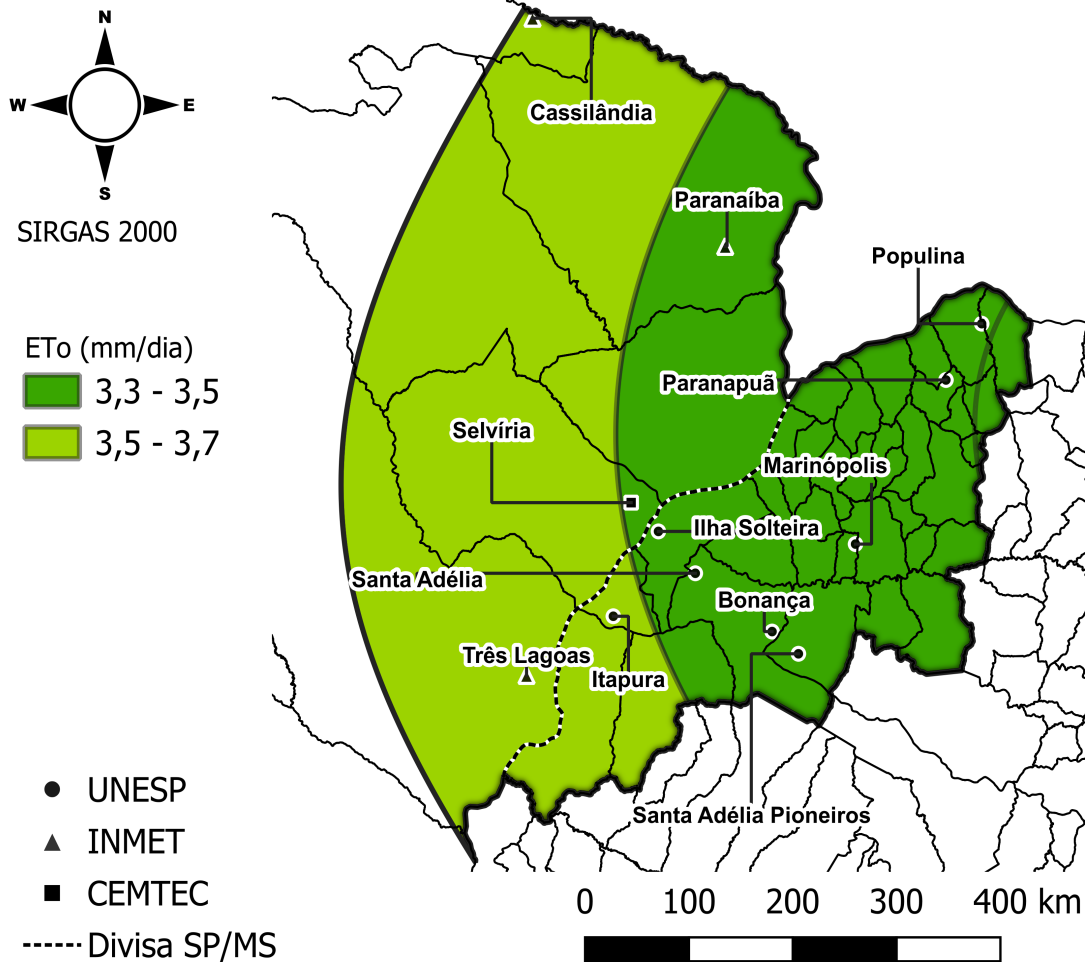 N
W
E
S
SIRGAS 2000
ETo (mm/dia)
3,3 - 3,5
3,5 - 3,7
Cassilândia
Paranaíba
Populina
Paranapuã
Selvíria
Marinópolis
Ilha Solteira
Santa Adélia
Bonança
Três Lagoas
Itapura
Santa Adélia Pioneiros
UNESP
INMET
CEMTEC
Divisa SP/MS
0 100 200 300 400 km